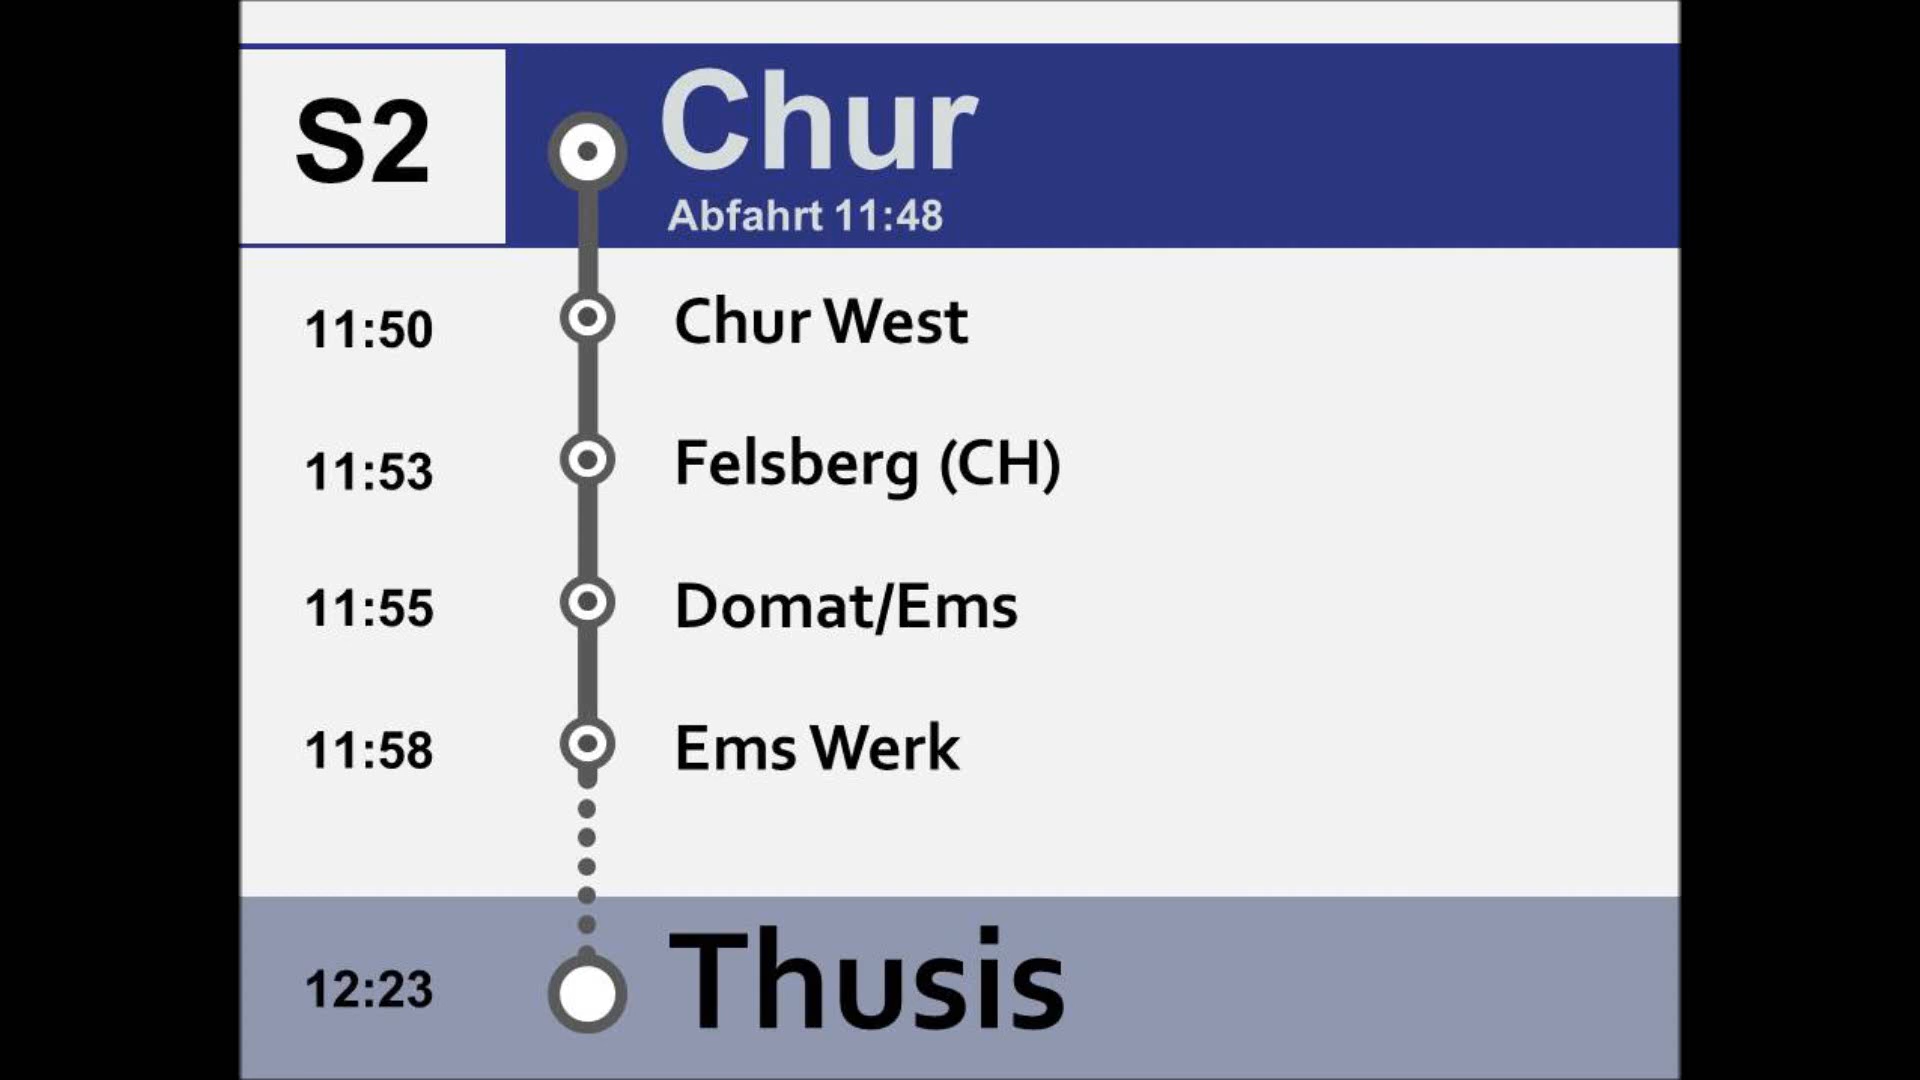 S2
Chur
Abfahrt 11:48
11:50 Chur West
11:53 Felsberg (CH)
11:55 Domat/Ems
11:58 Ems Werk
12:23 Thusis